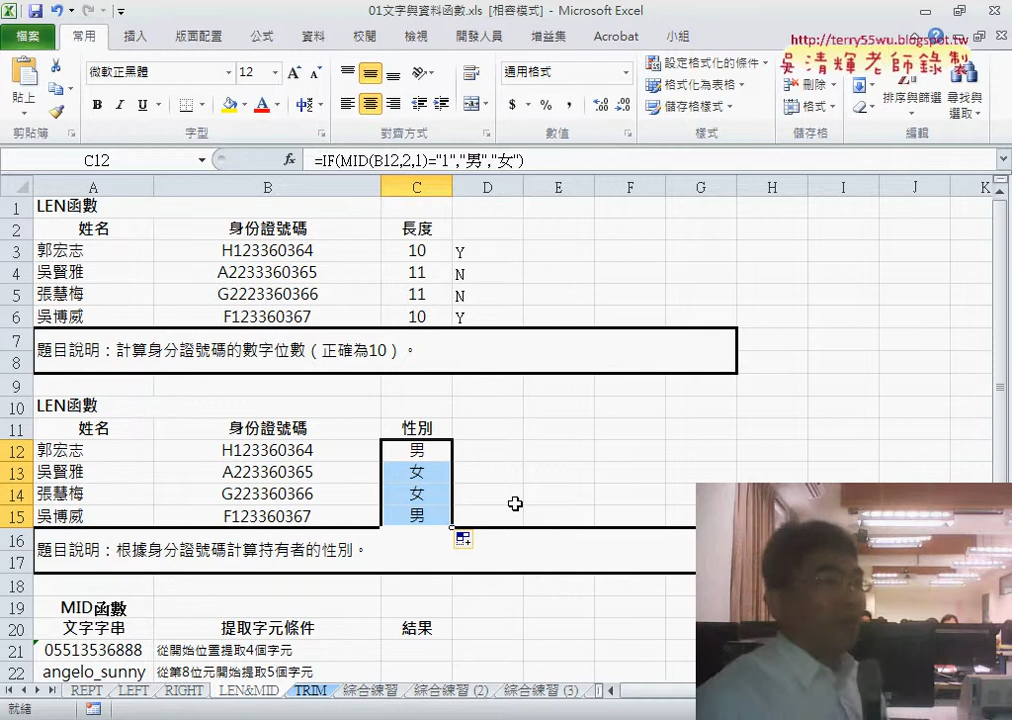 01文字與資料函數.xls [相容模式] - Microsoft Excel
檔案 常用 插入 版面配置 公式 資料 校閱 檢視 開發人員 增益集 Acrobat 小組
http://terry55wu.blogspot.tw
吳清輝老師錄製
貼上 微軟正黑體 12 通用格式 設定格式化的條件 格式化為表格 儲存格樣式 刪除 格式 排序與篩選 尋找與選取
剪貼簿 字型 對齊方式 數值 樣式 儲存格 編輯
C12 fx =IF(MID(B12,2,1)="1","男","女")
A B C D E F G H I J K
1 LEN函數
2 姓名 身份證號碼 長度
3 郭宏志 H123360364 10 Y
4 吳賢雅 A2233360365 11 N
5 張慧梅 G2223360366 11 N
6 吳博威 F123360367 10 Y
7 題目說明：計算身分證號碼的數字位數（正確為10）。
8
9
10 LEN函數
11 姓名 身份證號碼 性別
12 郭宏志 H123360364 男
13 吳賢雅 A223360365 女
14 張慧梅 G223360366 女
15 吳博威 F123360367 男
16 題目說明：根據身分證號碼計算持有者的性別。
17
18
19 MID函數
20 文字字串 提取字元條件 結果
21 05513536888 從開始位置提取4個字元
22 angelo_sunny 從第8位元開始提取5個字元
REPT LEFT RIGHT LEN&MID TRIM 綜合練習 綜合練習 (2) 綜合練習 (3)
就緒